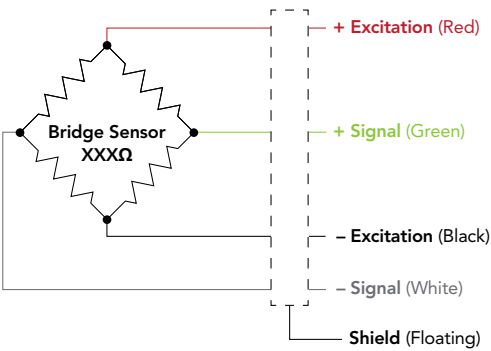 + Excitation (Red)
Bridge Sensor
XXXΩ
+ Signal (Green)
– Excitation (Black)
– Signal (White)
Shield (Floating)